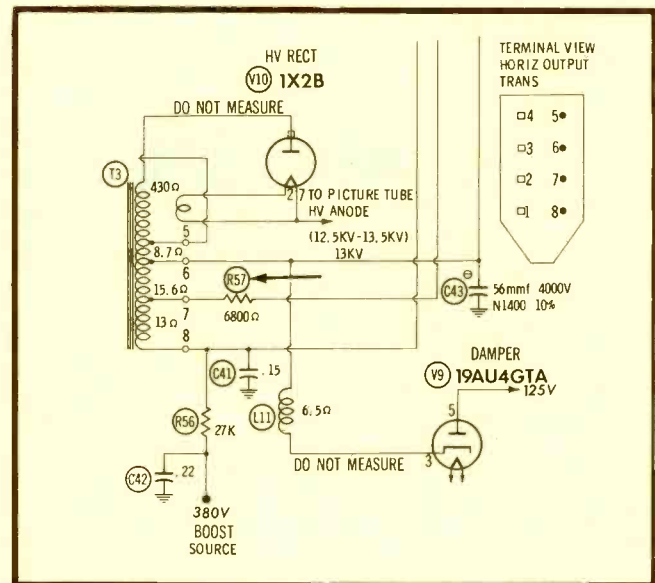 HV RECT
V10 1X2B
DO NOT MEASURE
TERMINAL VIEW
HORIZ OUTPUT
TRANS
4 5
3 6
2 7
1 8
T3
430Ω
2 7
TO PICTURE TUBE
HV ANODE
(12.5KV-13.5KV)
13KV
5
8.7Ω
6
R57
15.6Ω
6800Ω
7
13Ω
8
C43
56mmf 4000V
N1400 10%
C41 .15
DAMPER
V9 19AU4GTA
125V
5
3
R56 27K
L11 6.5Ω
DO NOT MEASURE
C42 .22
380V
BOOST
SOURCE